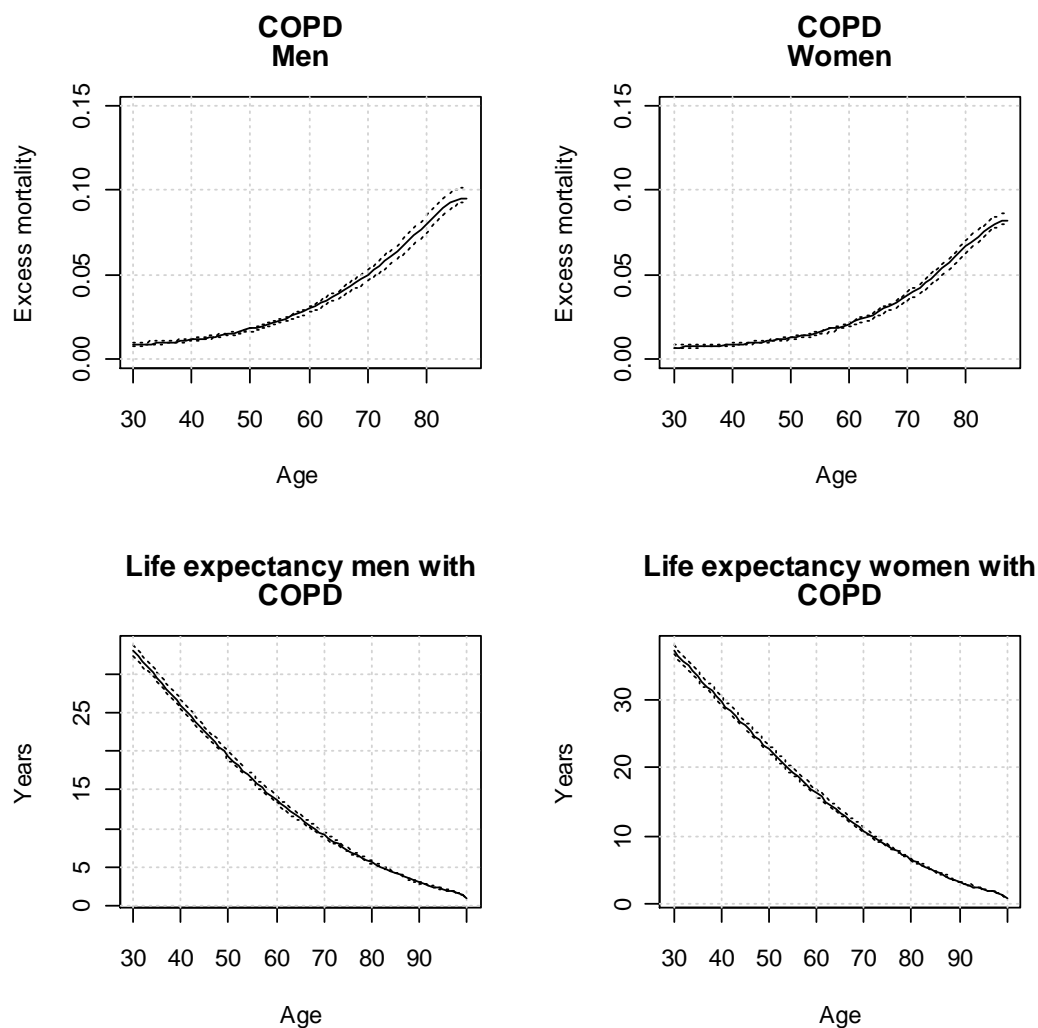 COPD
Men
Excess mortality
0.15
0.10
0.05
0.00
30 40 50 60 70 80
Age
COPD
Women
Excess mortality
0.15
0.10
0.05
0.00
30 40 50 60 70 80
Age
Life expectancy men with
COPD
Years
25
15
5
0
30 40 50 60 70 80 90
Age
Life expectancy women with
COPD
Years
30
20
10
0
30 40 50 60 70 80 90
Age